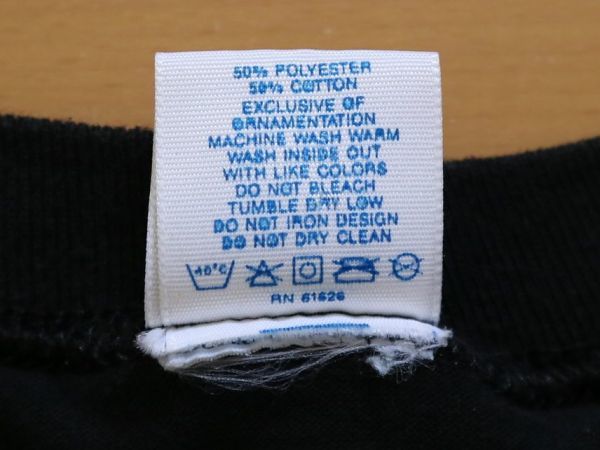 50% POLYESTER
50% COTTON
EXCLUSIVE OF
ORNAMENTATION
MACHINE WASH WARM
WASH INSIDE OUT
WITH LIKE COLORS
DO NOT BLEACH
TUMBLE DRY LOW
DO NOT IRON DESIGN
DO NOT DRY CLEAN
40°C
RN 61626